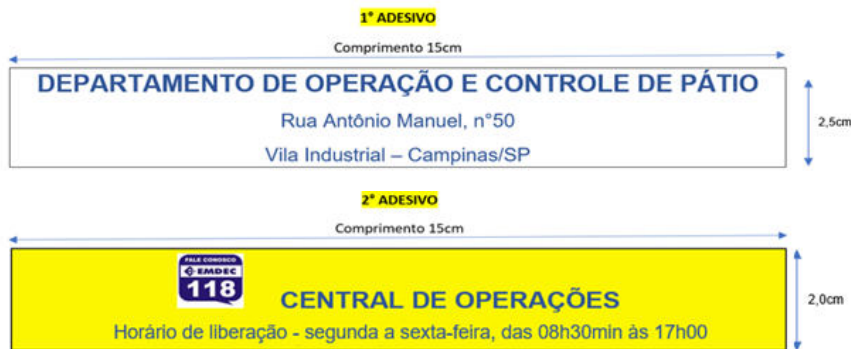 1° ADESIVO
Comprimento 15cm
DEPARTAMENTO DE OPERAÇÃO E CONTROLE DE PÁTIO
Rua Antônio Manuel, n°50
Vila Industrial – Campinas/SP
2,5cm
2° ADESIVO
Comprimento 15cm
FALE CONOSCO
EMDEC
118
CENTRAL DE OPERAÇÕES
Horário de liberação - segunda a sexta-feira, das 08h30min às 17h00
2,0cm